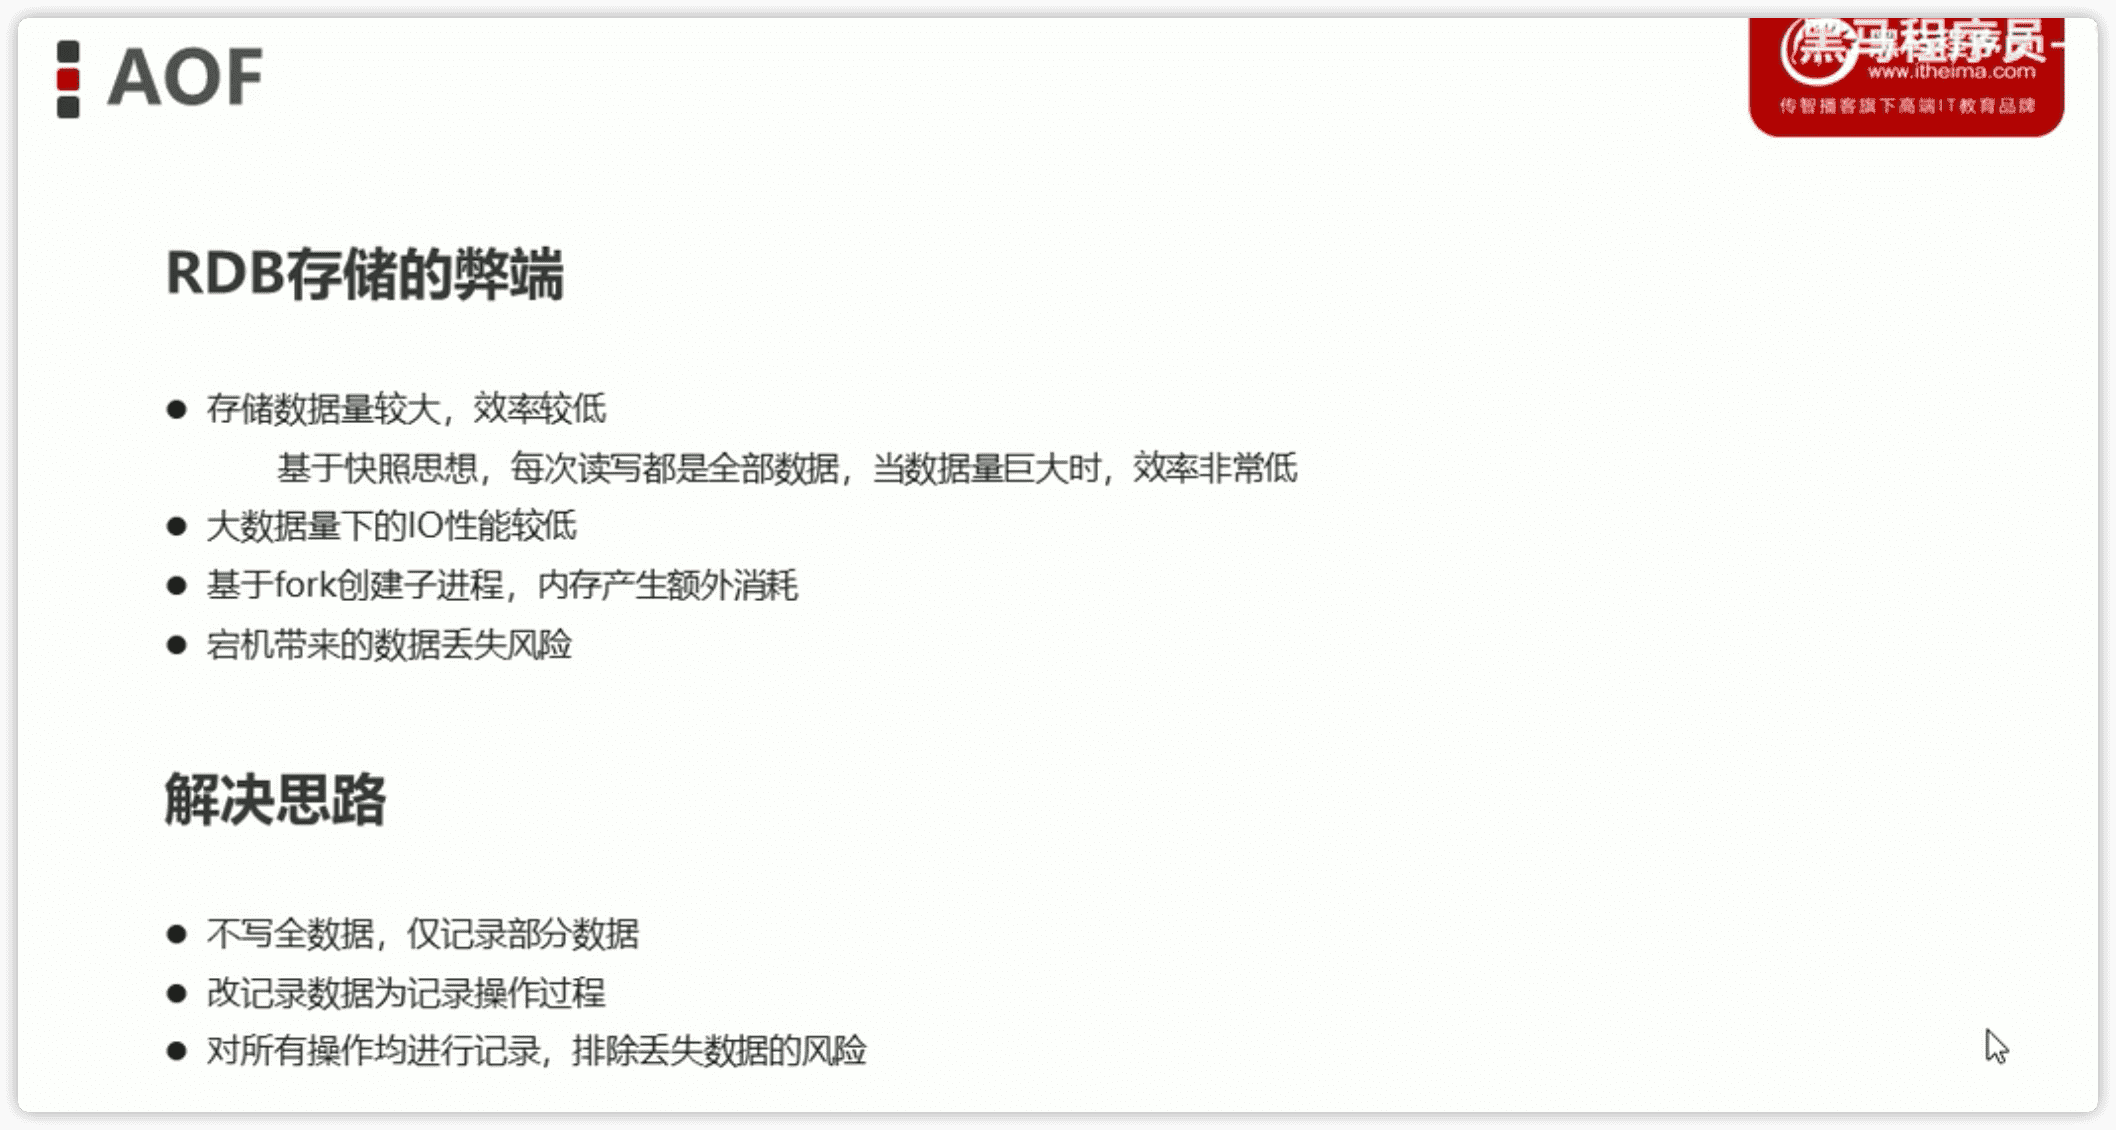 AOF
黑马程序员-
www.itheima.com
传智播客旗下高端IT教育品牌
RDB存储的弊端
存储数据量较大，效率较低
基于快照思想，每次读写都是全部数据，当数据量巨大时，效率非常低
大数据量下的IO性能较低
基于fork创建子进程，内存产生额外消耗
宕机带来的数据丢失风险
解决思路
不写全数据，仅记录部分数据
改记录数据为记录操作过程
对所有操作均进行记录，排除丢失数据的风险